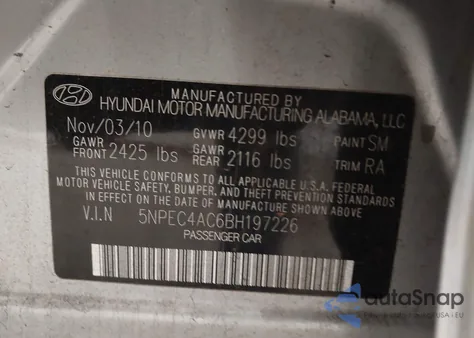 MANUFACTURED BY
HYUNDAI MOTOR MANUFACTURING ALABAMA, LLC
Nov/03/10 GVWR 4299 lbs PAINT SM
GAWR FRONT 2425 lbs GAWR REAR 2116 lbs TRIM RA
THIS VEHICLE CONFORMS TO ALL APPLICABLE U.S.A FEDERAL
MOTOR VEHICLE SAFETY, BUMPER, AND THEFT PREVENTION STANDARDS
IN EFFECT ON THE DATE OF MANUFACTURE SHOWN ABOVE.
V.I.N 5NPEC4AC6BH197226
PASSENGER CAR
autoSnap